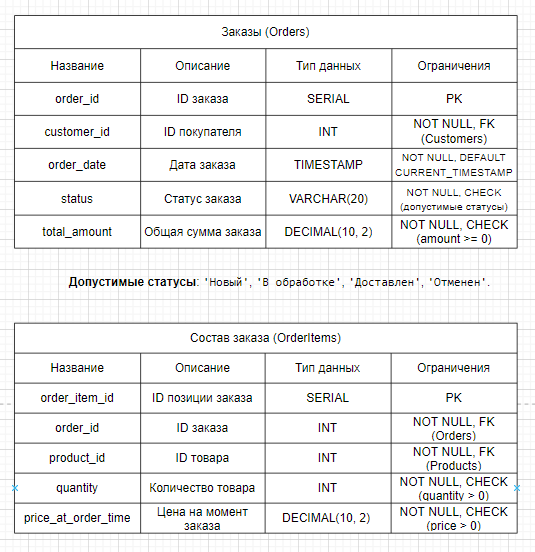 Заказы (Orders)
Название Описание Тип данных Ограничения
order_id ID заказа SERIAL PK
customer_id ID покупателя INT NOT NULL, FK
(Customers)
order_date Дата заказа TIMESTAMP NOT NULL, DEFAULT
CURRENT_TIMESTAMP
status Статус заказа VARCHAR(20) NOT NULL, CHECK
(допустимые статусы)
total_amount Общая сумма заказа DECIMAL(10, 2) NOT NULL, CHECK
(amount >= 0)
Допустимые статусы: 'Новый', 'В обработке', 'Доставлен', 'Отменен'.
Состав заказа (OrderItems)
Название Описание Тип данных Ограничения
order_item_id ID позиции заказа SERIAL PK
order_id ID заказа INT NOT NULL, FK
(Orders)
product_id ID товара INT NOT NULL, FK
(Products)
quantity Количество товара INT NOT NULL, CHECK
(quantity > 0)
price_at_order_time Цена на момент
заказа DECIMAL(10, 2) NOT NULL, CHECK
(price > 0)